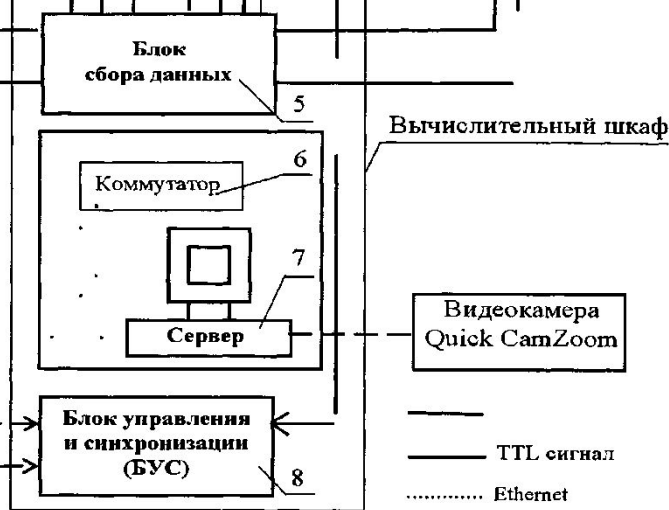 Блок
сбора данных
5
Вычислительный шкаф
6
Коммутатор
7
Сервер
Видеокамера
Quick CamZoom
Блок управления
и синхронизации
(БУС)
8
TTL сигнал
Ethernet